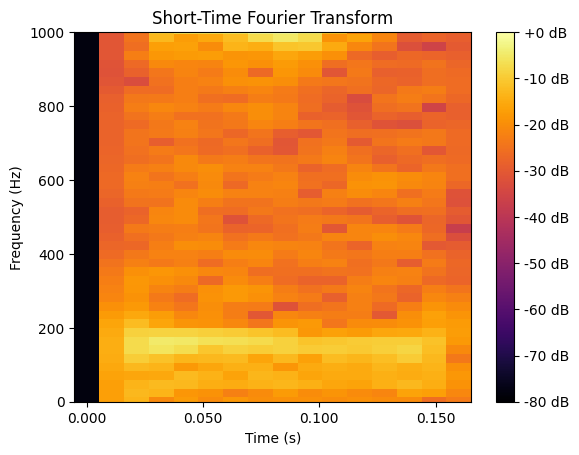 Short-Time Fourier Transform
Frequency (Hz)
1000
800
600
400
200
0
0.000
0.050
0.100
0.150
Time (s)
+0 dB
-10 dB
-20 dB
-30 dB
-40 dB
-50 dB
-60 dB
-70 dB
-80 dB